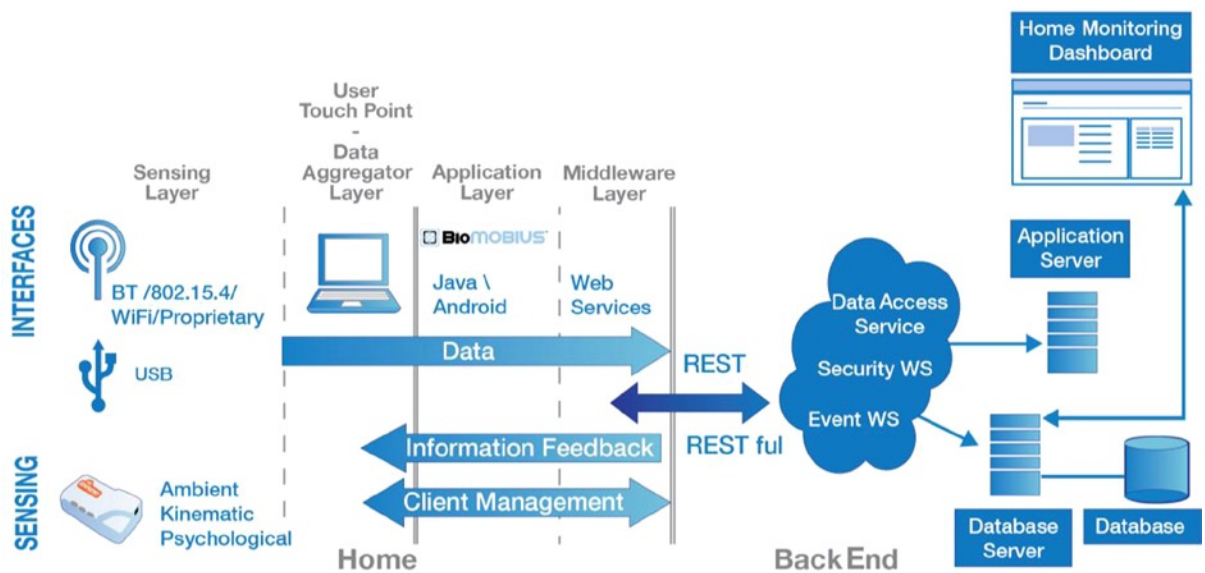 Home Monitoring
Dashboard
User
Touch Point
-
Data
Aggregator
Layer
Sensing
Layer
Application
Layer
Middleware
Layer
INTERFACES
BT /802.15.4/
WiFi/Proprietary
USB
BioMOBIUS
Java \
Android
Web
Services
Data
REST
REST ful
Information Feedback
Client Management
Data Access
Service
Security WS
Event WS
Application
Server
SENSING
Ambient
Kinematic
Psychological
Home
Back End
Database
Server
Database